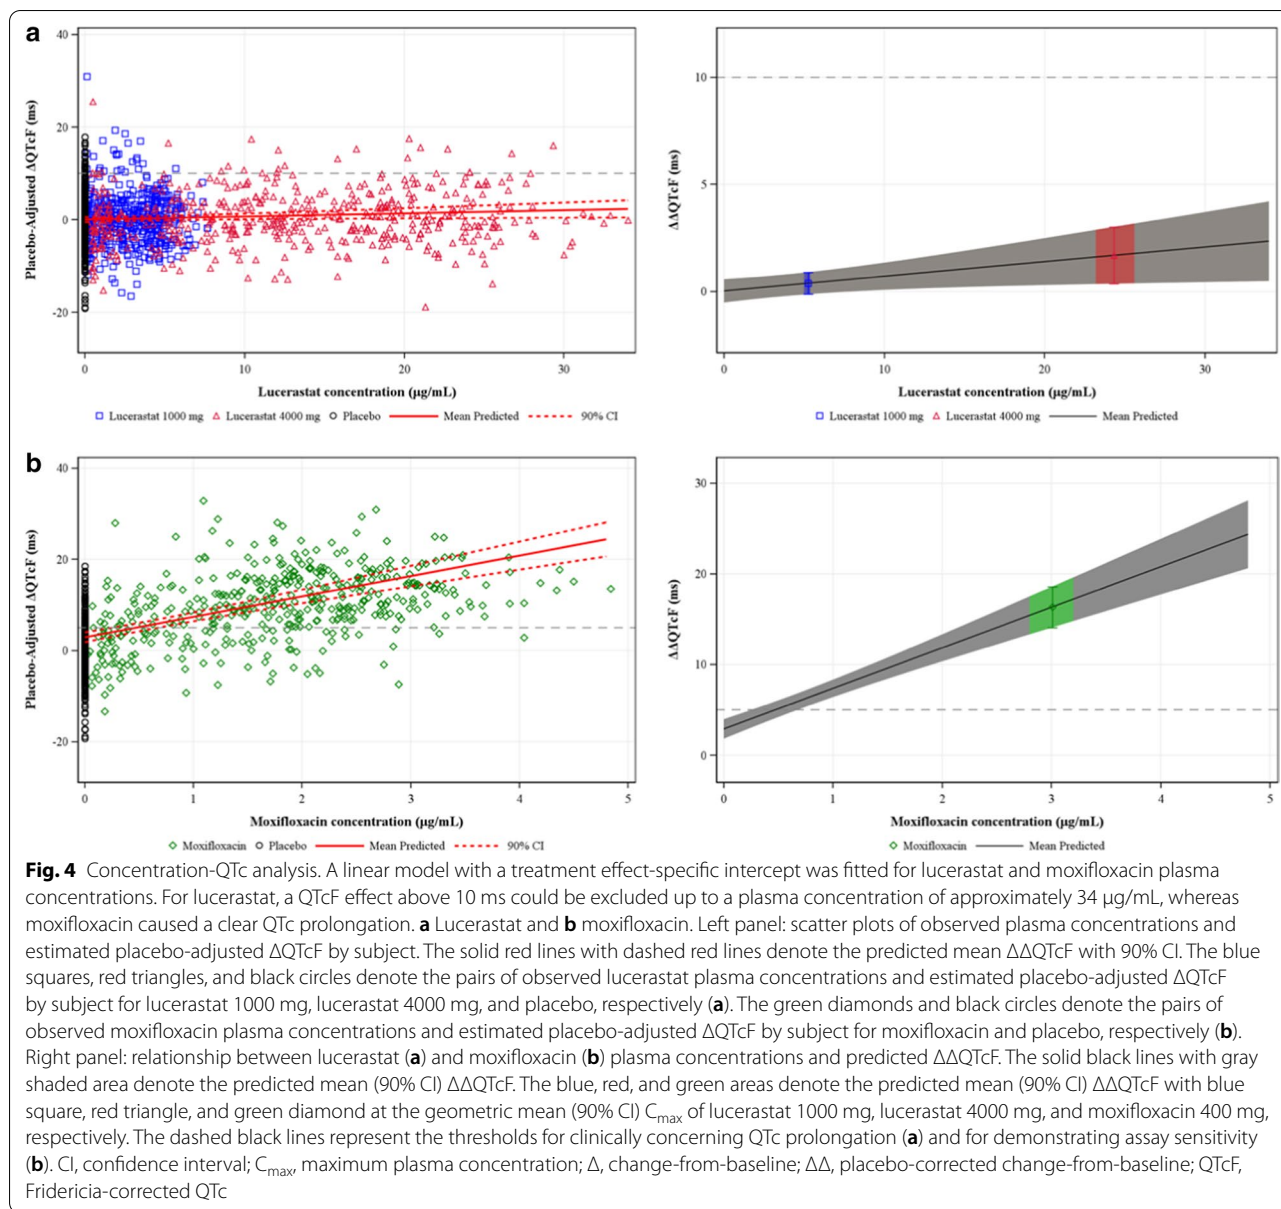 a
40
20
0
-20
Placebo-Adjusted ΔQTcF (ms)
0 10 20 30
Lucerastat concentration (µg/mL)
Lucerastat 1000 mg Lucerastat 4000 mg Placebo Mean Predicted 90% CI
10
5
0
ΔΔQTcF (ms)
0 10 20 30
Lucerastat concentration (µg/mL)
Lucerastat 1000 mg Lucerastat 4000 mg Mean Predicted
b
40
20
0
-20
Placebo-Adjusted ΔQTcF (ms)
0 1 2 3 4 5
Moxifloxacin concentration (µg/mL)
Moxifloxacin Placebo Mean Predicted 90% CI
30
20
10
0
ΔΔQTcF (ms)
0 1 2 3 4 5
Moxifloxacin concentration (µg/mL)
Moxifloxacin Mean Predicted
Fig. 4 Concentration-QTc analysis. A linear model with a treatment effect-specific intercept was fitted for lucerastat and moxifloxacin plasma
concentrations. For lucerastat, a QTcF effect above 10 ms could be excluded up to a plasma concentration of approximately 34 µg/mL, whereas
moxifloxacin caused a clear QTc prolongation. a Lucerastat and b moxifloxacin. Left panel: scatter plots of observed plasma concentrations and
estimated placebo-adjusted ΔQTcF by subject. The solid red lines with dashed red lines denote the predicted mean ΔΔQTcF with 90% CI. The blue
squares, red triangles, and black circles denote the pairs of observed lucerastat plasma concentrations and estimated placebo-adjusted ΔQTcF
by subject for lucerastat 1000 mg, lucerastat 4000 mg, and placebo, respectively (a). The green diamonds and black circles denote the pairs of
observed moxifloxacin plasma concentrations and estimated placebo-adjusted ΔQTcF by subject for moxifloxacin and placebo, respectively (b).
Right panel: relationship between lucerastat (a) and moxifloxacin (b) plasma concentrations and predicted ΔΔQTcF. The solid black lines with gray
shaded area denote the predicted mean (90% CI) ΔΔQTcF. The blue, red, and green areas denote the predicted mean (90% CI) ΔΔQTcF with blue
square, red triangle, and green diamond at the geometric mean (90% CI) Cmax of lucerastat 1000 mg, lucerastat 4000 mg, and moxifloxacin 400 mg,
respectively. The dashed black lines represent the thresholds for clinically concerning QTc prolongation (a) and for demonstrating assay sensitivity
(b). CI, confidence interval; Cmax, maximum plasma concentration; Δ, change-from-baseline; ΔΔ, placebo-corrected change-from-baseline; QTcF,
Fridericia-corrected QTc